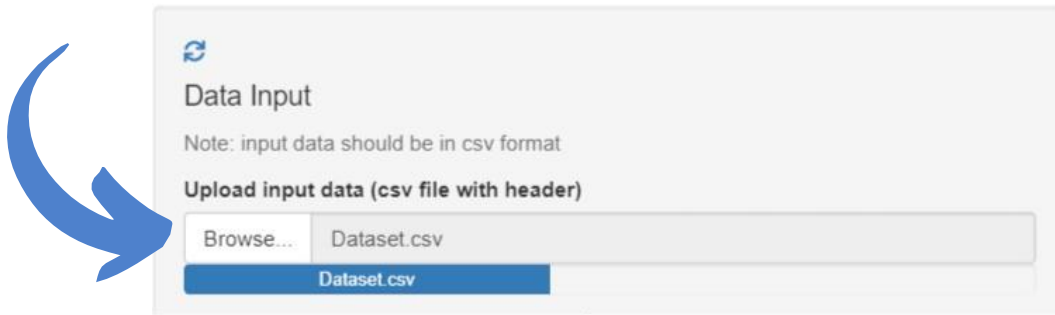 Data Input
Note: input data should be in csv format
Upload input data (csv file with header)
Browse... Dataset.csv
Dataset.csv